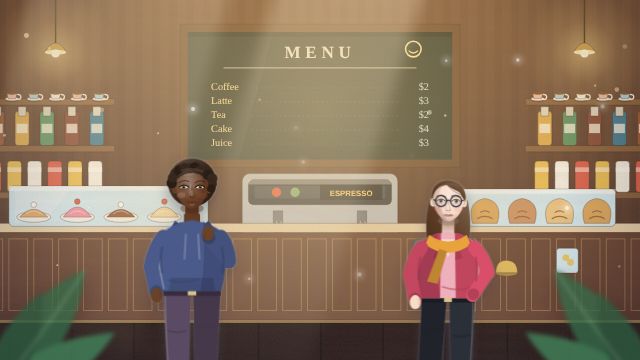 MENU
Coffee $2
Latte $3
Tea $2
Cake $4
Juice $3
ESPRESSO